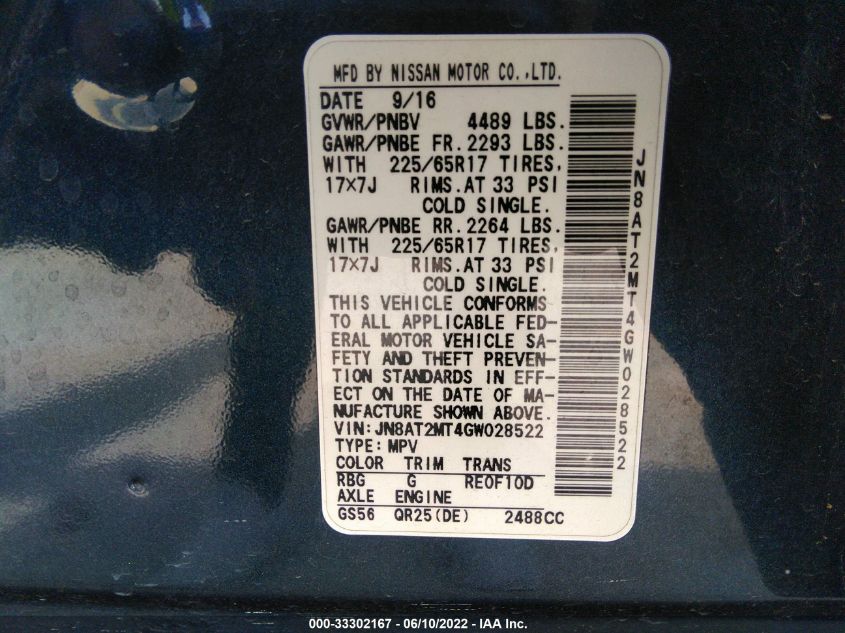 MFD BY NISSAN MOTOR CO.,LTD.
DATE 9/16
GVWR/PNBV 4489 LBS.
GAWR/PNBE FR. 2293 LBS.
WITH 225/65R17 TIRES,
17×7J RIMS.AT 33 PSI
COLD SINGLE.
GAWR/PNBE RR. 2264 LBS.
WITH 225/65R17 TIRES,
17×7J RIMS.AT 33 PSI
COLD SINGLE.
THIS VEHICLE CONFORMS
TO ALL APPLICABLE FED-
ERAL MOTOR VEHICLE SA-
FETY AND THEFT PREVEN-
TION STANDARDS IN EFF-
ECT ON THE DATE OF MA-
NUFACTURE SHOWN ABOVE.
VIN:JN8AT2MT4GW028522
TYPE:MPV
COLOR TRIM TRANS
RBG G RE0F10D
AXLE ENGINE
GS56 QR25(DE) 2488CC
JN8AT2MT4GW028522
000-33302167 - 06/10/2022 - IAA Inc.